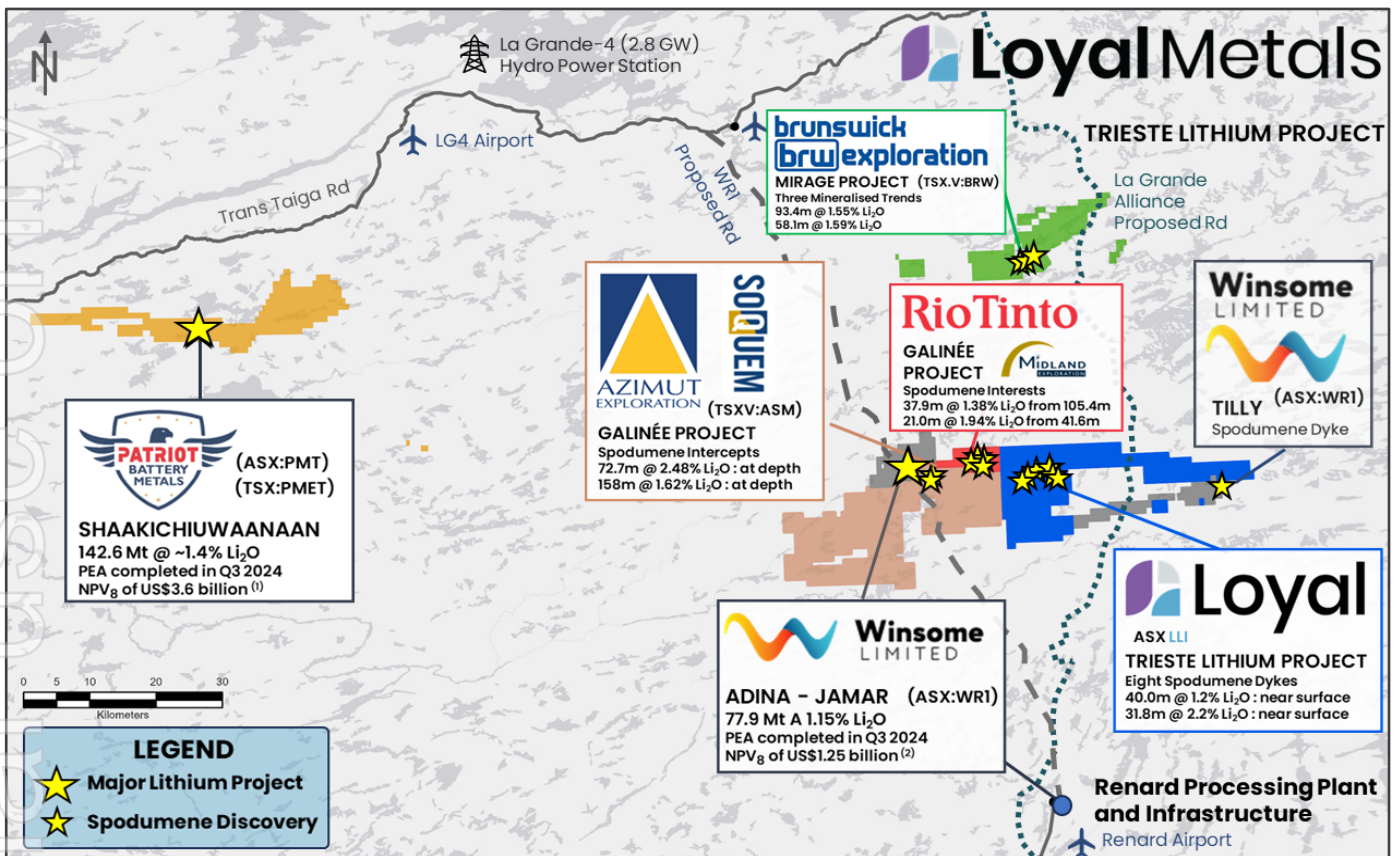 N
La Grande-4 (2.8 GW)
Hydro Power Station
Loyal Metals
TRIESTE LITHIUM PROJECT
LG4 Airport
Trans Taiga Rd
WR1
Proposed Rd
brunswick
brw exploration
MIRAGE PROJECT (TSX.V:BRW)
Three Mineralised Trends
93.4m @ 1.55% Li₂O
58.1m @ 1.59% Li₂O
La Grande
Alliance
Proposed Rd
AZIMUT
EXPLORATION
SOQUEM
(TSXV:ASM)
GALINÉE PROJECT
Spodumene Intercepts
72.7m @ 2.48% Li₂O : at depth
158m @ 1.62% Li₂O : at depth
RioTinto
GALINÉE
PROJECT
MIDLAND
EXPLORATION
Spodumene Interests
37.9m @ 1.38% Li₂O from 105.4m
21.0m @ 1.94% Li₂O from 41.6m
Winsome
LIMITED
(ASX:WR1)
TILLY
Spodumene Dyke
PATRIOT
BATTERY
METALS
(ASX:PMT)
(TSX:PMET)
SHAAKICHIUWAANAAN
142.6 Mt @ ~1.4% Li₂O
PEA completed in Q3 2024
NPV₈ of US$3.6 billion (1)
Winsome
LIMITED
ADINA - JAMAR (ASX:WR1)
77.9 Mt A 1.15% Li₂O
PEA completed in Q3 2024
NPV₈ of US$1.25 billion (2)
Loyal
ASX LLI
TRIESTE LITHIUM PROJECT
Eight Spodumene Dykes
40.0m @ 1.2% Li₂O : near surface
31.8m @ 2.2% Li₂O : near surface
0 5 10 20 30
Kilometers
LEGEND
Major Lithium Project
Spodumene Discovery
Renard Processing Plant
and Infrastructure
Renard Airport